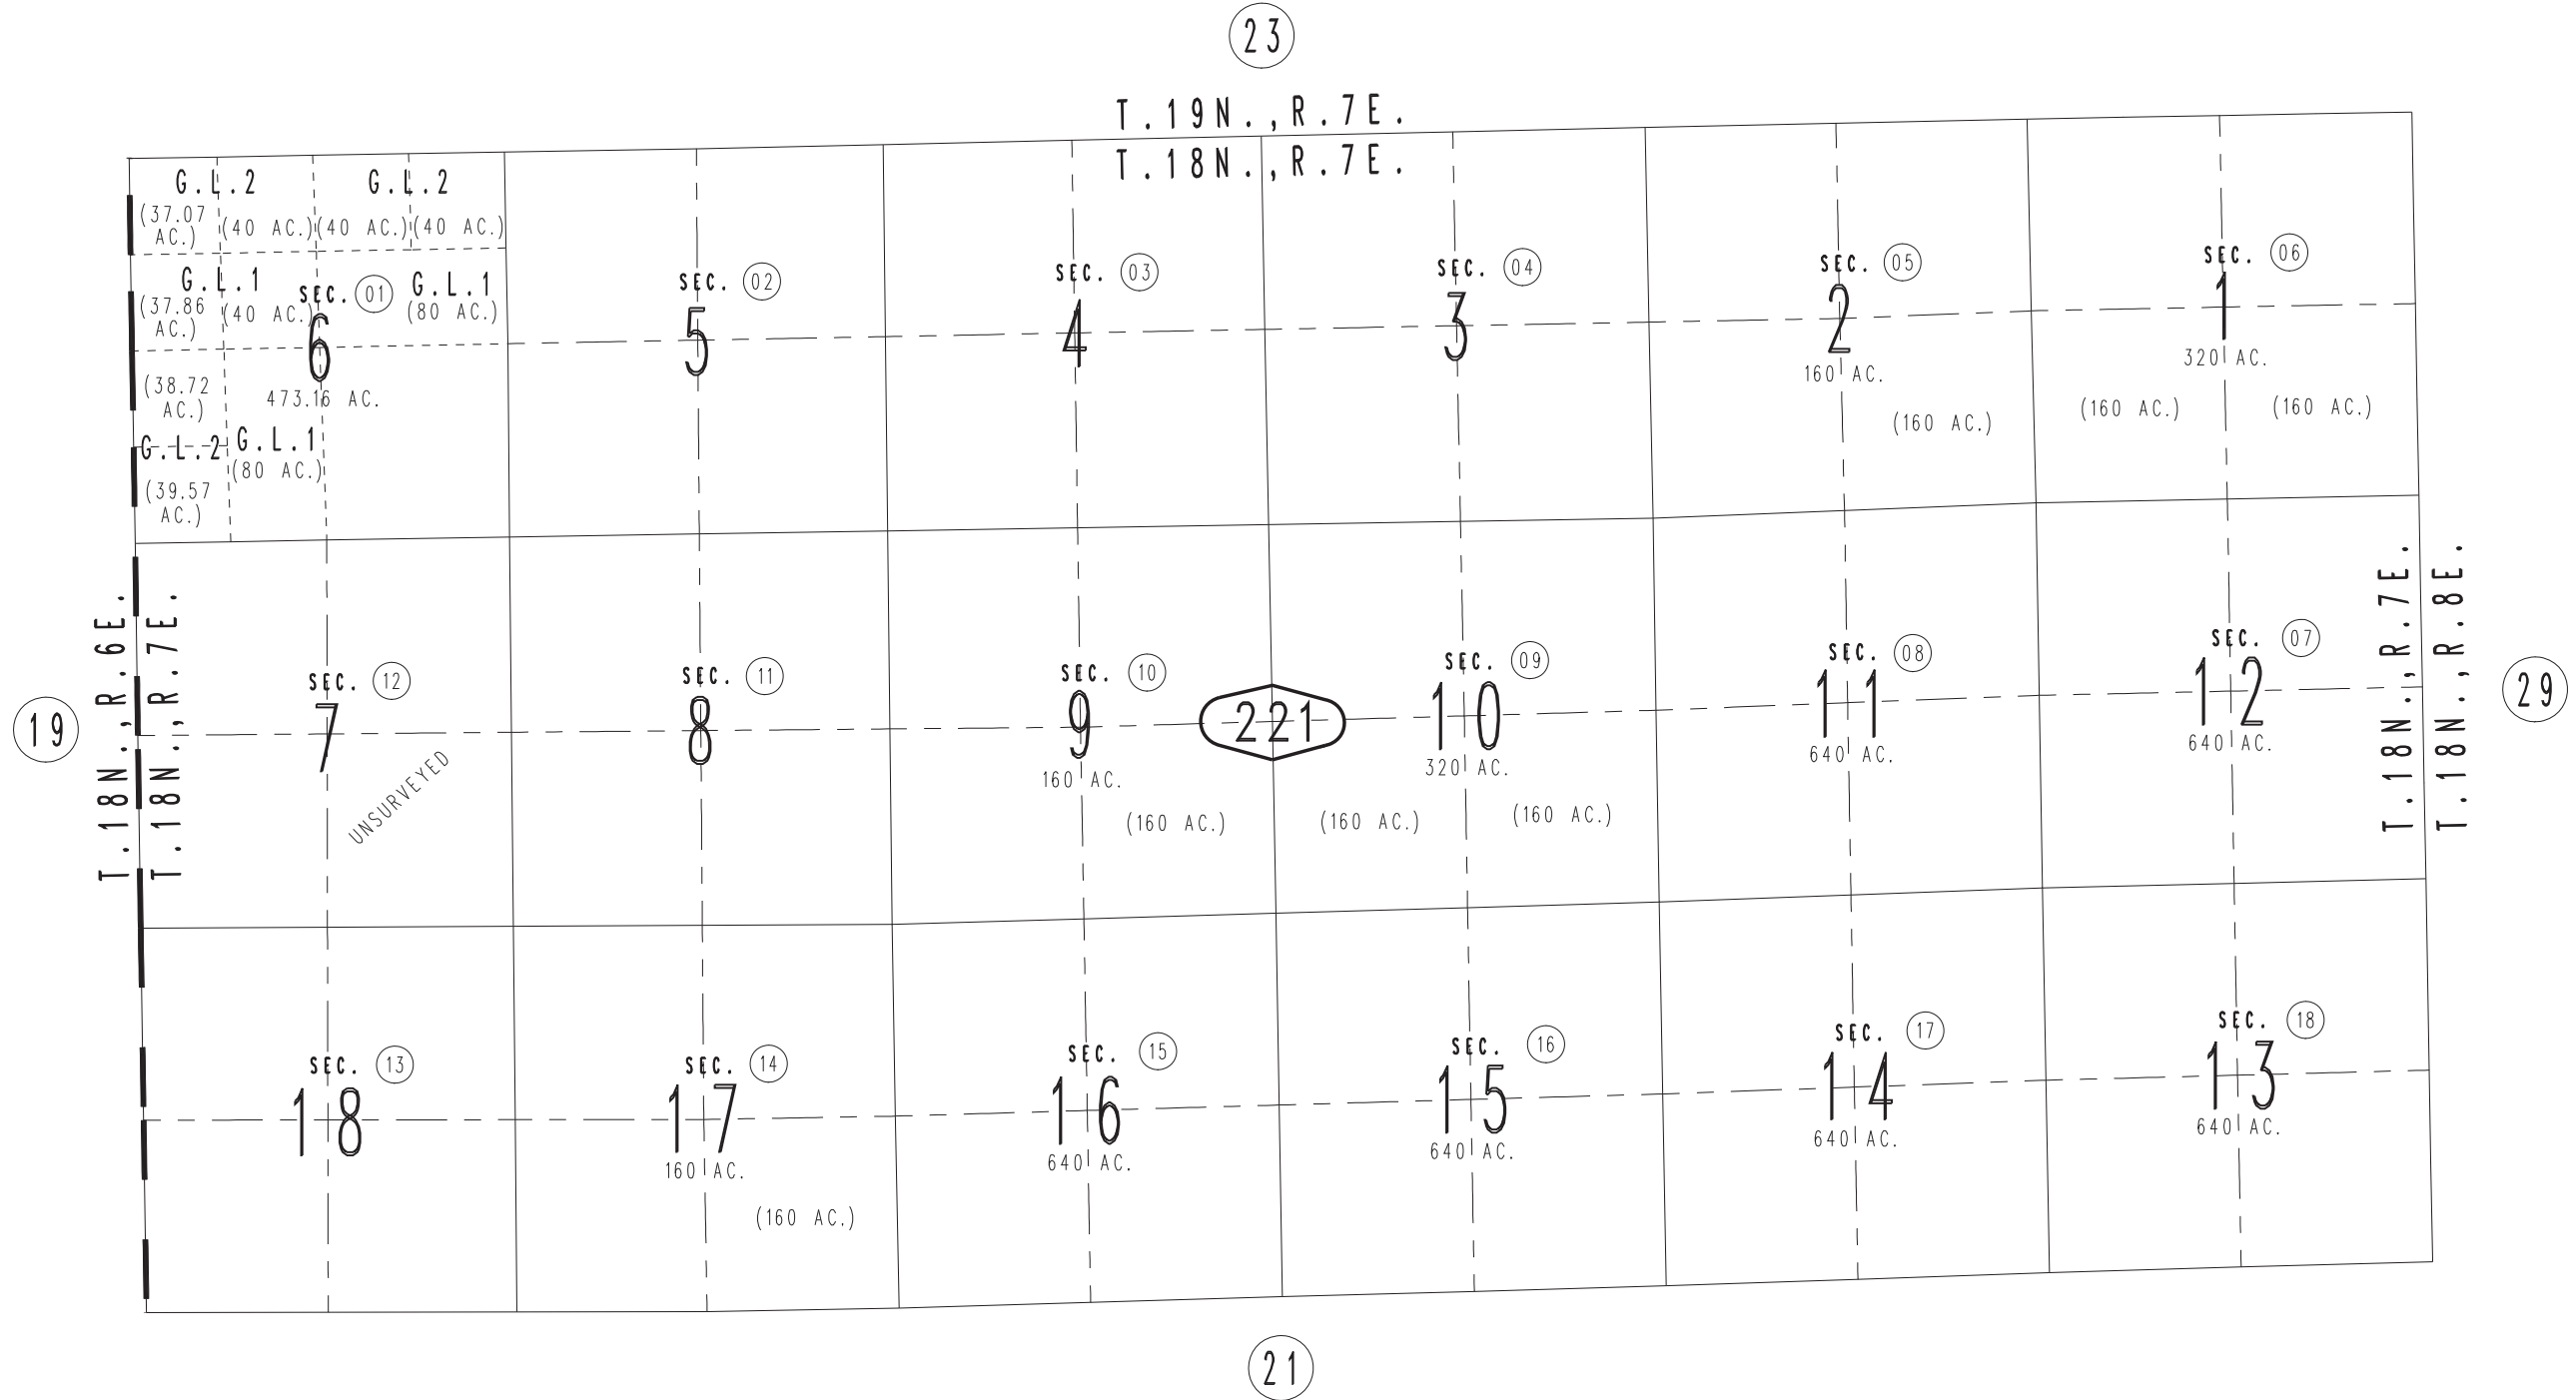 23
T.19N.,R.7E.
T.18N.,R.7E.
G.L.2
G.L.2
(37.07
AC.)
(40 AC.)
(40 AC.)
(40 AC.)
G.L.1
(37.86
AC.)
(40 AC.)
SEC. 01
6
473.16 AC.
G.L.1
(80 AC.)
(38.72
AC.)
G.L.2
(39.57
AC.)
G.L.1
(80 AC.)
SEC. 02
5
SEC. 03
4
SEC. 04
3
SEC. 05
2
160 AC.
(160 AC.)
SEC. 06
1
320 AC.
(160 AC.)
(160 AC.)
19
T.18N.,R.6E.
T.18N.,R.7E.
SEC. 12
7
UNSURVEYED
SEC. 11
8
SEC. 10
9
160 AC.
(160 AC.)
221
SEC. 09
10
320 AC.
(160 AC.)
(160 AC.)
SEC. 08
11
640 AC.
SEC. 07
12
640 AC.
T.18N.,R.7E.
T.18N.,R.8E.
29
SEC. 13
18
SEC. 14
17
160 AC.
(160 AC.)
SEC. 15
16
640 AC.
SEC. 16
15
640 AC.
SEC. 17
14
640 AC.
SEC. 18
13
640 AC.
21